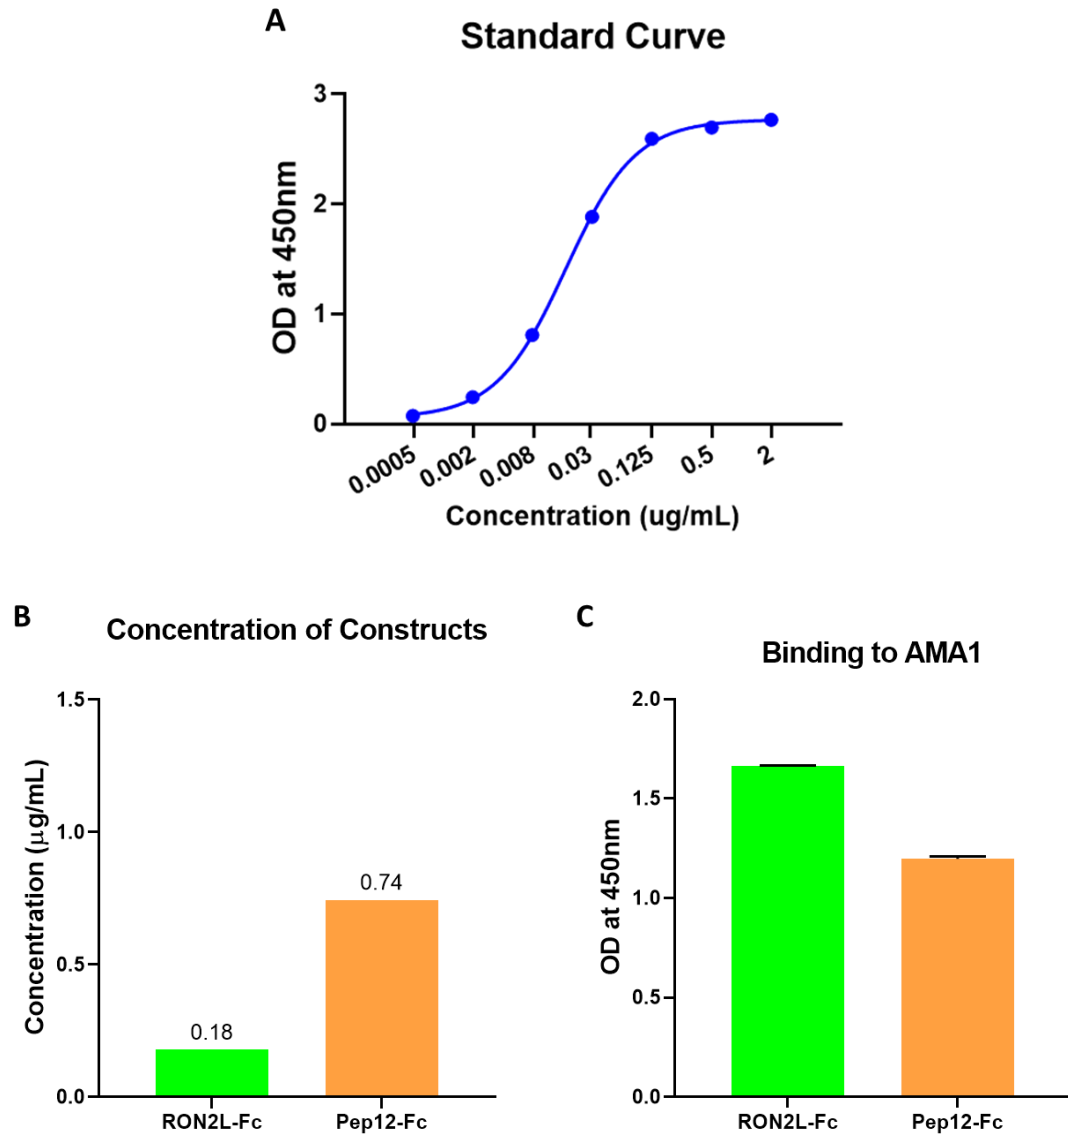 A
Standard Curve
3
2
1
0
OD at 450nm
0.0005
0.002
0.008
0.03
0.125
0.5
2
Concentration (ug/mL)
B
Concentration of Constructs
1.5
1.0
0.5
0.0
Concentration (μg/mL)
0.18
0.74
RON2L-Fc
Pep12-Fc
C
Binding to AMA1
2.0
1.5
1.0
0.5
0.0
OD at 450nm
RON2L-Fc
Pep12-Fc